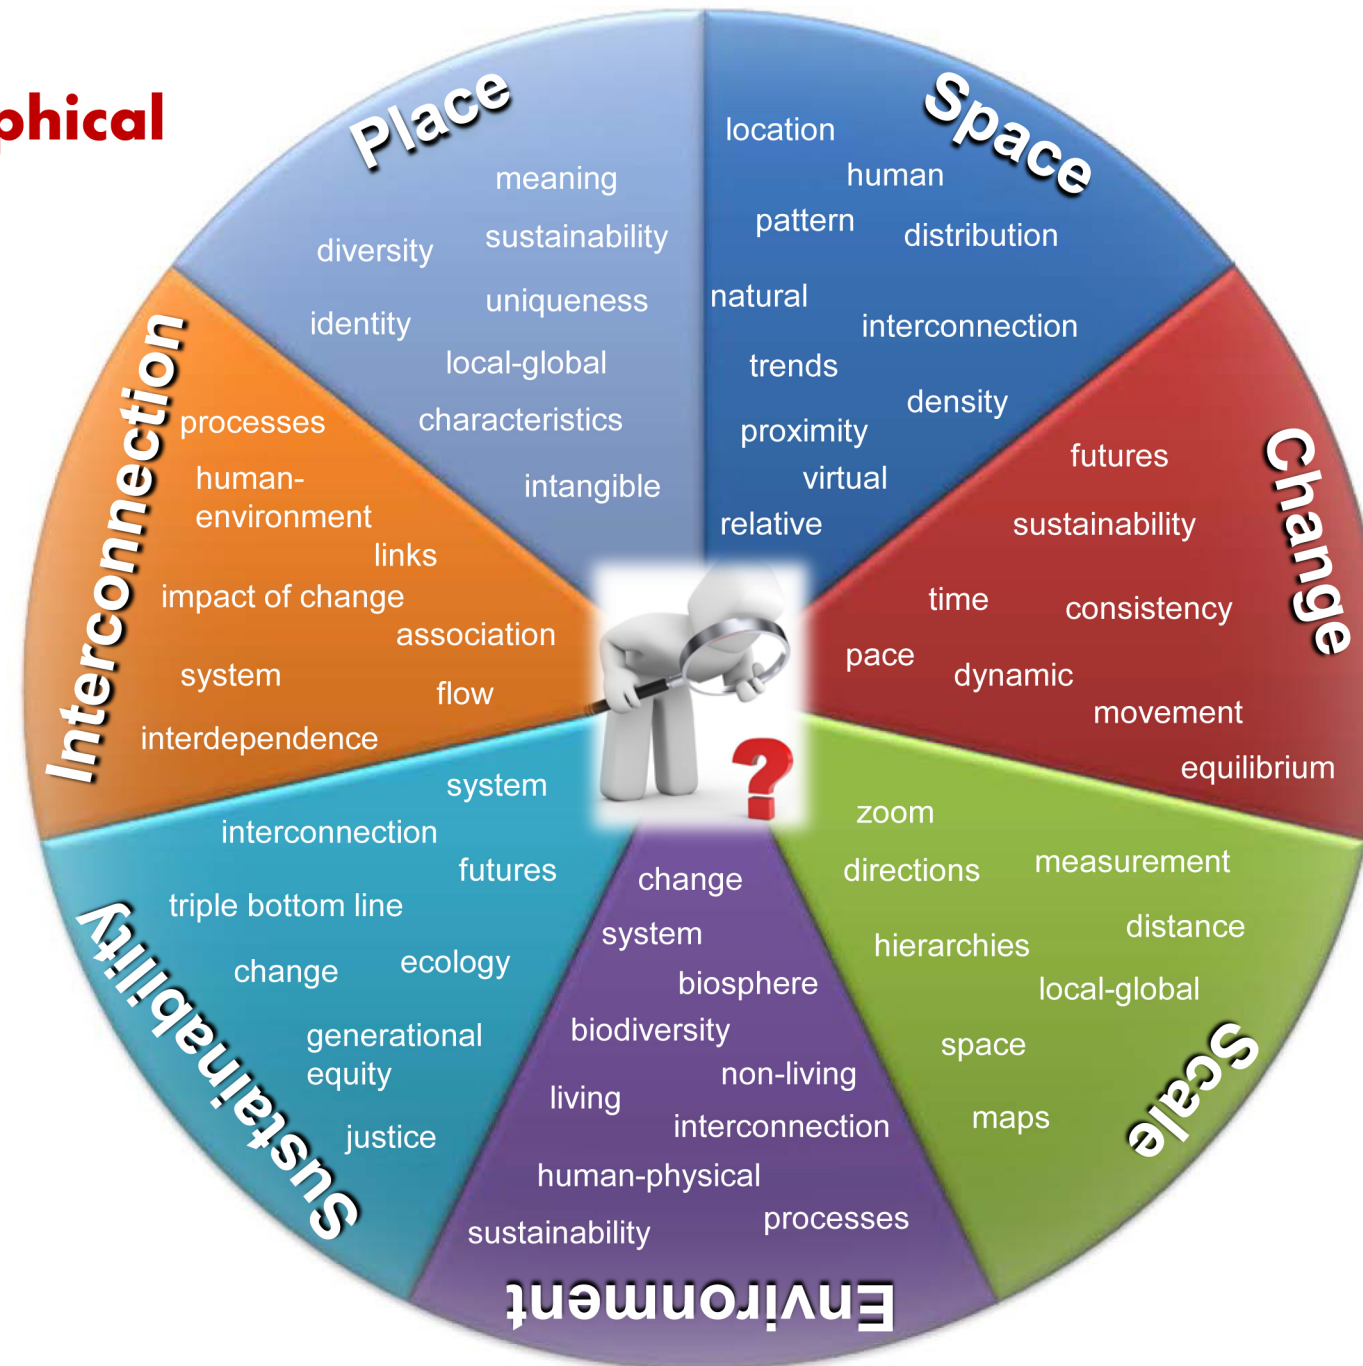 phical
Place
meaning
diversity
sustainability
uniqueness
identity
local-global
characteristics
intangible
Space
location
human
pattern
distribution
natural
interconnection
trends
density
proximity
virtual
relative
Change
futures
sustainability
time
consistency
pace
dynamic
movement
equilibrium
Scale
zoom
directions
measurement
distance
hierarchies
local-global
space
maps
Environment
change
system
biosphere
biodiversity
non-living
living
interconnection
human-physical
processes
sustainability
Sustainability
system
interconnection
futures
triple bottom line
change
ecology
generational
equity
justice
Interconnection
processes
human-
environment
links
impact of change
association
system
flow
interdependence
?